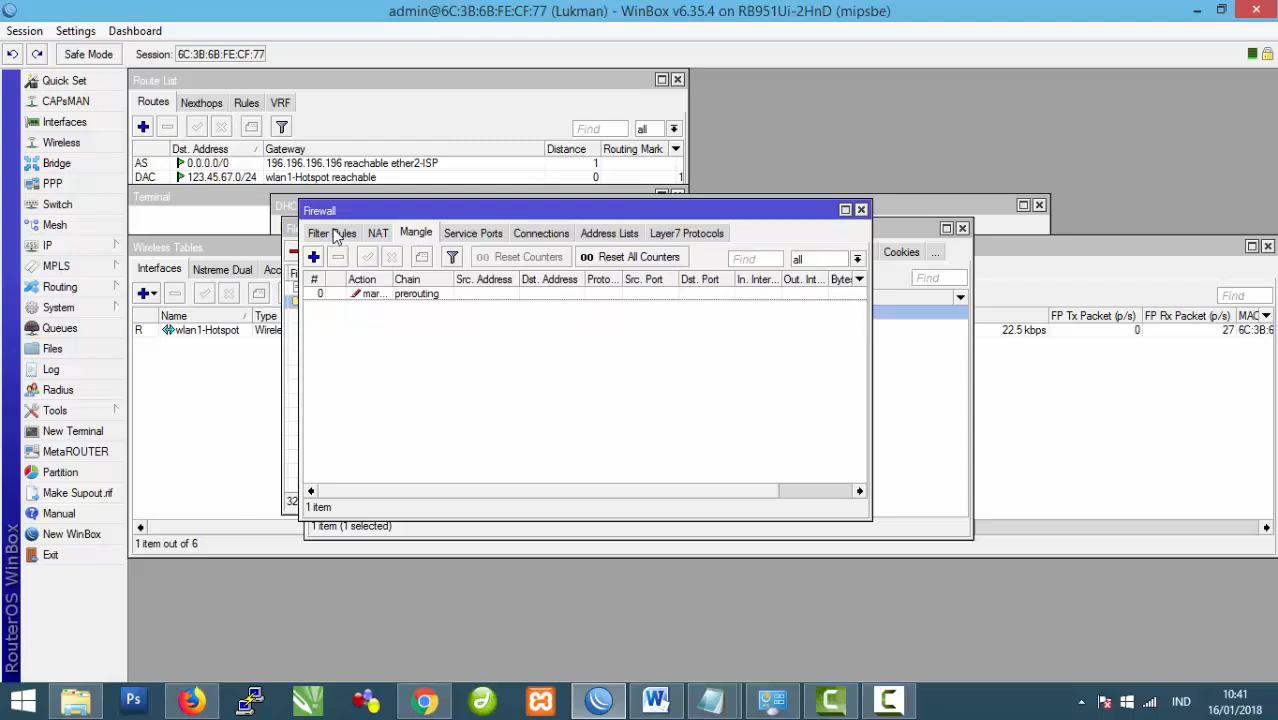 admin@6C:3B:6B:FE:CF:77 (Lukman) - WinBox v6.35.4 on RB951Ui-2HnD (mipsbe)
Session Settings Dashboard
Safe Mode Session: 6C:3B:6B:FE:CF:77
Quick Set
CAPsMAN
Interfaces
Wireless
Bridge
PPP
Switch
Mesh
IP
MPLS
Routing
System
Queues
Files
Log
Radius
Tools
New Terminal
MetaROUTER
Partition
Make Supout.rif
Manual
New WinBox
Exit
RouterOS WinBox
Route List
Routes Nexthops Rules VRF
Find all
Dst. Address Gateway Distance Routing Mark
AS 0.0.0.0/0 196.196.196.196 reachable ether2-ISP 1
DAC 123.45.67.0/24 wlan1-Hotspot reachable 0 1
Terminal
Wireless Tables
Interfaces Nstreme Dual
Find
Name Type FP Tx Packet (p/s) FP Rx Packet (p/s) MAC
R wlan1-Hotspot 22.5 kbps 0 27 6C:3B:6
1 item out of 6
Cookies ...
Find
1 item (1 selected)
Firewall
Filter Rules NAT Mangle Service Ports Connections Address Lists Layer7 Protocols
00 Reset Counters 00 Reset All Counters Find all
# Action Chain Src. Address Dst. Address Proto... Src. Port Dst. Port In. Inter... Out. Int... Bytes
0 mar... prerouting
1 item
IND 10:41
16/01/2018